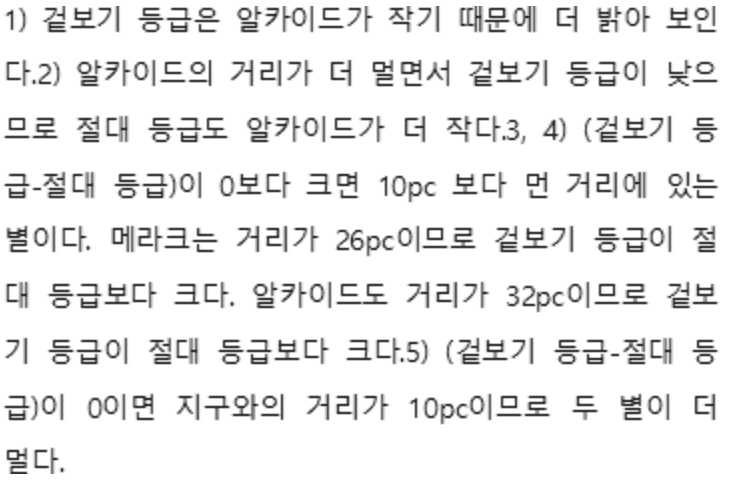 1) 겉보기 등급은 알카이드가 작기 때문에 더 밝아 보인
다.2) 알카이드의 거리가 더 멀면서 겉보기 등급이 낮으
므로 절대 등급도 알카이드가 더 작다.3, 4) (겉보기 등
급-절대 등급)이 0보다 크면 10pc 보다 먼 거리에 있는
별이다. 메라크는 거리가 26pc이므로 겉보기 등급이 절
대 등급보다 크다. 알카이드도 거리가 32pc이므로 겉보
기 등급이 절대 등급보다 크다.5) (겉보기 등급-절대 등
급)이 0이면 지구와의 거리가 10pc이므로 두 별이 더
멀다.